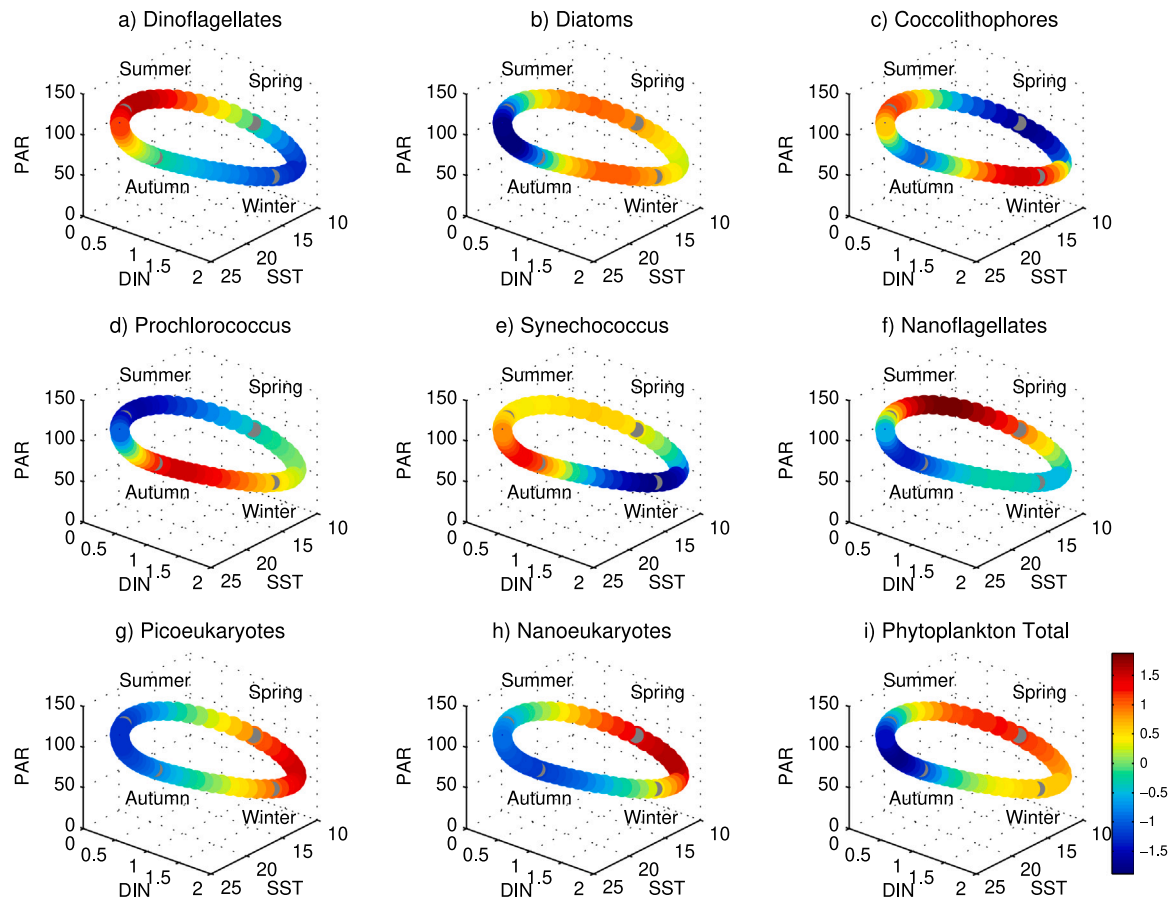 a) Dinoflagellates
Summer
Spring
Autumn
Winter
PAR
150
100
50
0
0
0.5
1
1.5
2
DIN
25
20
15
10
SST
b) Diatoms
Summer
Spring
Autumn
Winter
PAR
150
100
50
0
0
0.5
1
1.5
2
DIN
25
20
15
10
SST
c) Coccolithophores
Summer
Spring
Autumn
Winter
PAR
150
100
50
0
0
0.5
1
1.5
2
DIN
25
20
15
10
SST
d) Prochlorococcus
Summer
Spring
Autumn
Winter
PAR
150
100
50
0
0
0.5
1
1.5
2
DIN
25
20
15
10
SST
e) Synechococcus
Summer
Spring
Autumn
Winter
PAR
150
100
50
0
0
0.5
1
1.5
2
DIN
25
20
15
10
SST
f) Nanoflagellates
Summer
Spring
Autumn
Winter
PAR
150
100
50
0
0
0.5
1
1.5
2
DIN
25
20
15
10
SST
g) Picoeukaryotes
Summer
Spring
Autumn
Winter
PAR
150
100
50
0
0
0.5
1
1.5
2
DIN
25
20
15
10
SST
h) Nanoeukaryotes
Summer
Spring
Autumn
Winter
PAR
150
100
50
0
0
0.5
1
1.5
2
DIN
25
20
15
10
SST
i) Phytoplankton Total
Summer
Spring
Autumn
Winter
PAR
150
100
50
0
0
0.5
1
1.5
2
DIN
25
20
15
10
SST
1.5
1
0.5
0
−0.5
−1
−1.5